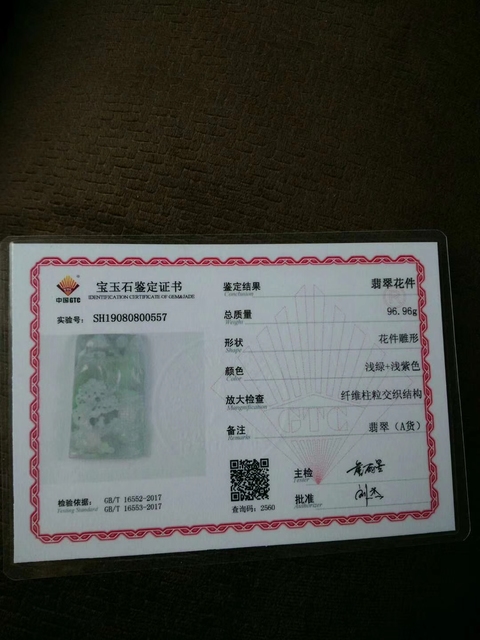 中国GTC
宝玉石鉴定证书
IDENTIFICATION CERTIFICATE OF GEM&JADE
实验号： SH19080800557
检验依据： GB/T 16552-2017
Testing Standard GB/T 16553-2017
鉴定结果 翡翠花件
Conclusion
总质量 96.96g
Weight
形状 花件雕形
Shape
颜色 浅绿+浅紫色
Color
放大检查 纤维柱粒交织结构
Mangnification
备注 翡翠（A货）
Remarks
主检
Tester
批准
Authorizer
查询码：2560
GTC